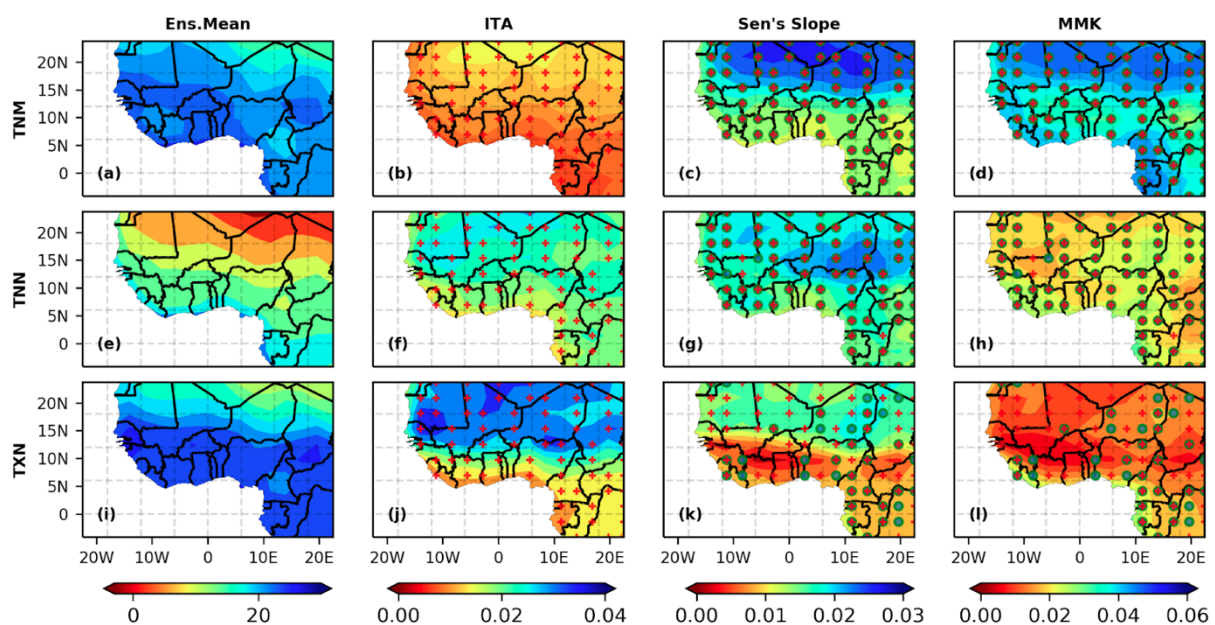 Ens.Mean ITA Sen's Slope MMK
TNM
20N
15N
10N
5N
0
(a) (b) (c) (d)
TNN
20N
15N
10N
5N
0
(e) (f) (g) (h)
TXN
20N
15N
10N
5N
0
(i) (j) (k) (l)
20W 10W 0 10E 20E 20W 10W 0 10E 20E 20W 10W 0 10E 20E 20W 10W 0 10E 20E
0 20 0.00 0.02 0.04 0.00 0.01 0.02 0.03 0.00 0.02 0.04 0.06